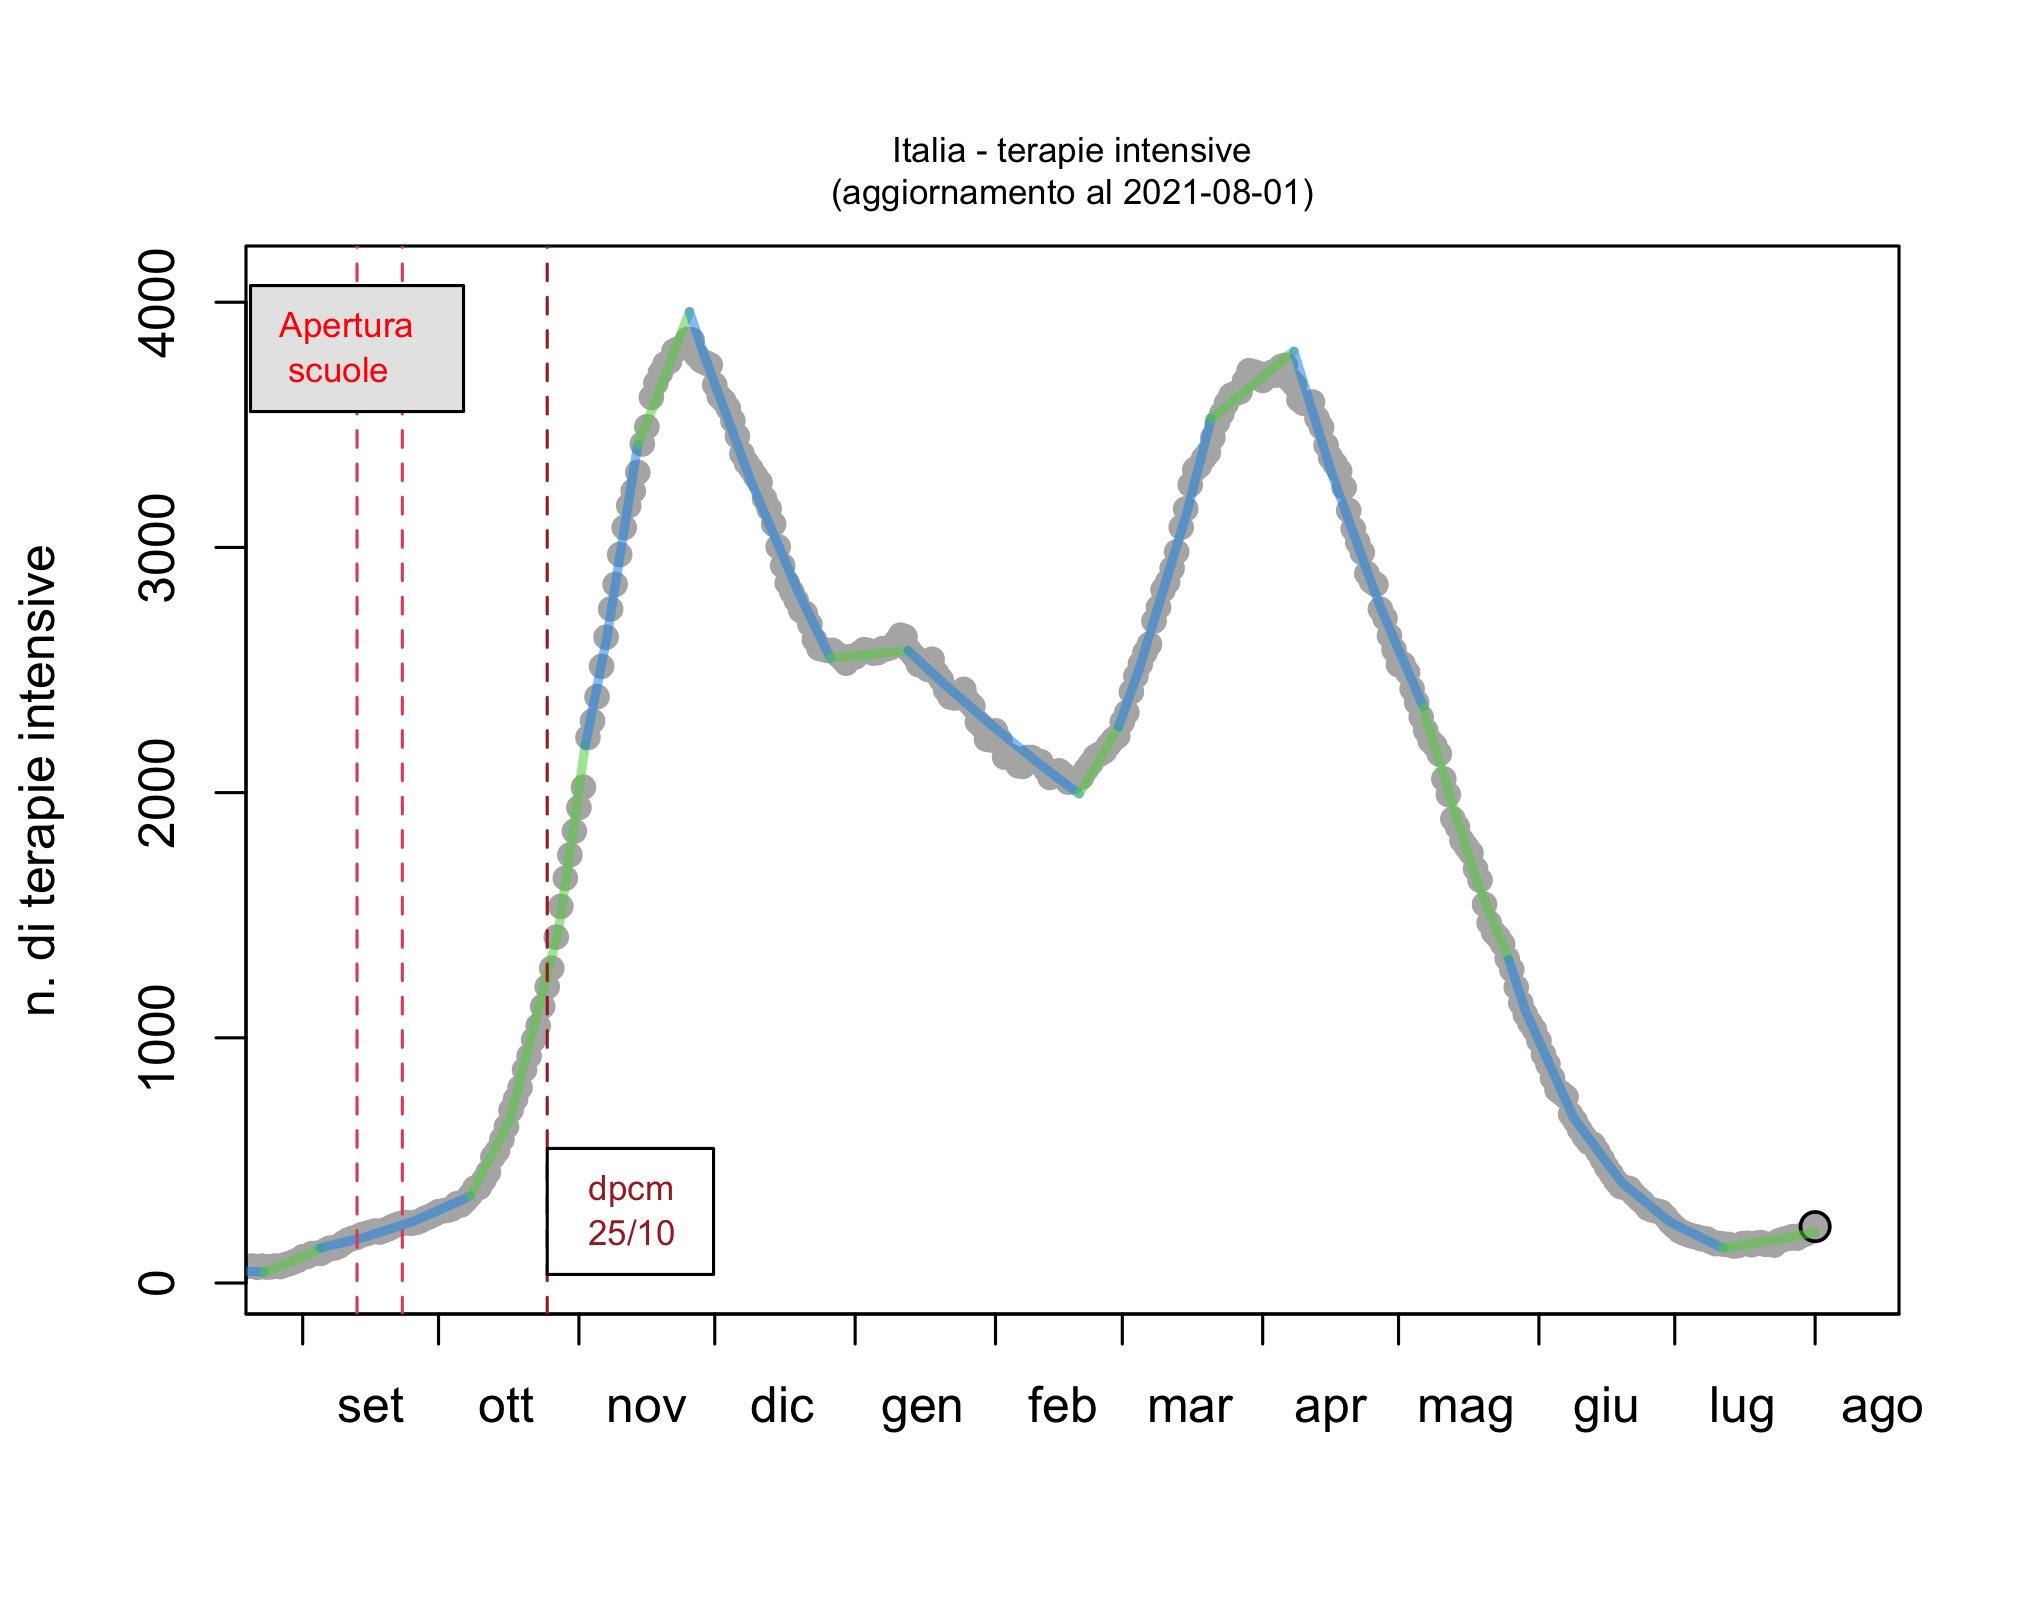 Italia - terapie intensive
(aggiornamento al 2021-08-01)
n. di terapie intensive
4000
3000
2000
1000
0
Apertura
scuole
dpcm
25/10
set ott nov dic gen feb mar apr mag giu lug ago